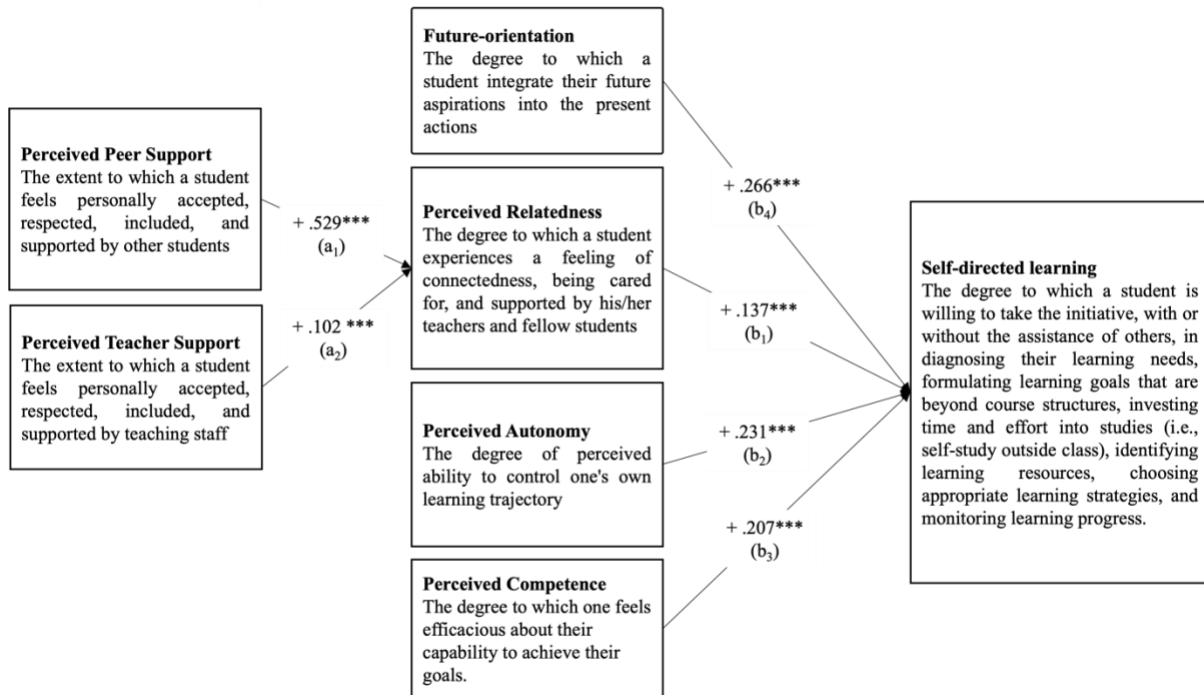 Perceived Peer Support
The extent to which a student
feels personally accepted,
respected, included, and
supported by other students
Perceived Teacher Support
The extent to which a student
feels personally accepted,
respected, included, and
supported by teaching staff
+ .529***
(a₁)
+ .102 ***
(a₂)
Future-orientation
The degree to which a
student integrate their future
aspirations into the present
actions
Perceived Relatedness
The degree to which a student
experiences a feeling of
connectedness, being cared
for, and supported by his/her
teachers and fellow students
Perceived Autonomy
The degree of perceived
ability to control one's own
learning trajectory
Perceived Competence
The degree to which one feels
efficacious about their
capability to achieve their
goals.
+ .266***
(b₄)
+ .137***
(b₁)
+ .231***
(b₂)
+ .207***
(b₃)
Self-directed learning
The degree to which a student is
willing to take the initiative, with or
without the assistance of others, in
diagnosing their learning needs,
formulating learning goals that are
beyond course structures, investing
time and effort into studies (i.e.,
self-study outside class), identifying
learning resources, choosing
appropriate learning strategies, and
monitoring learning progress.